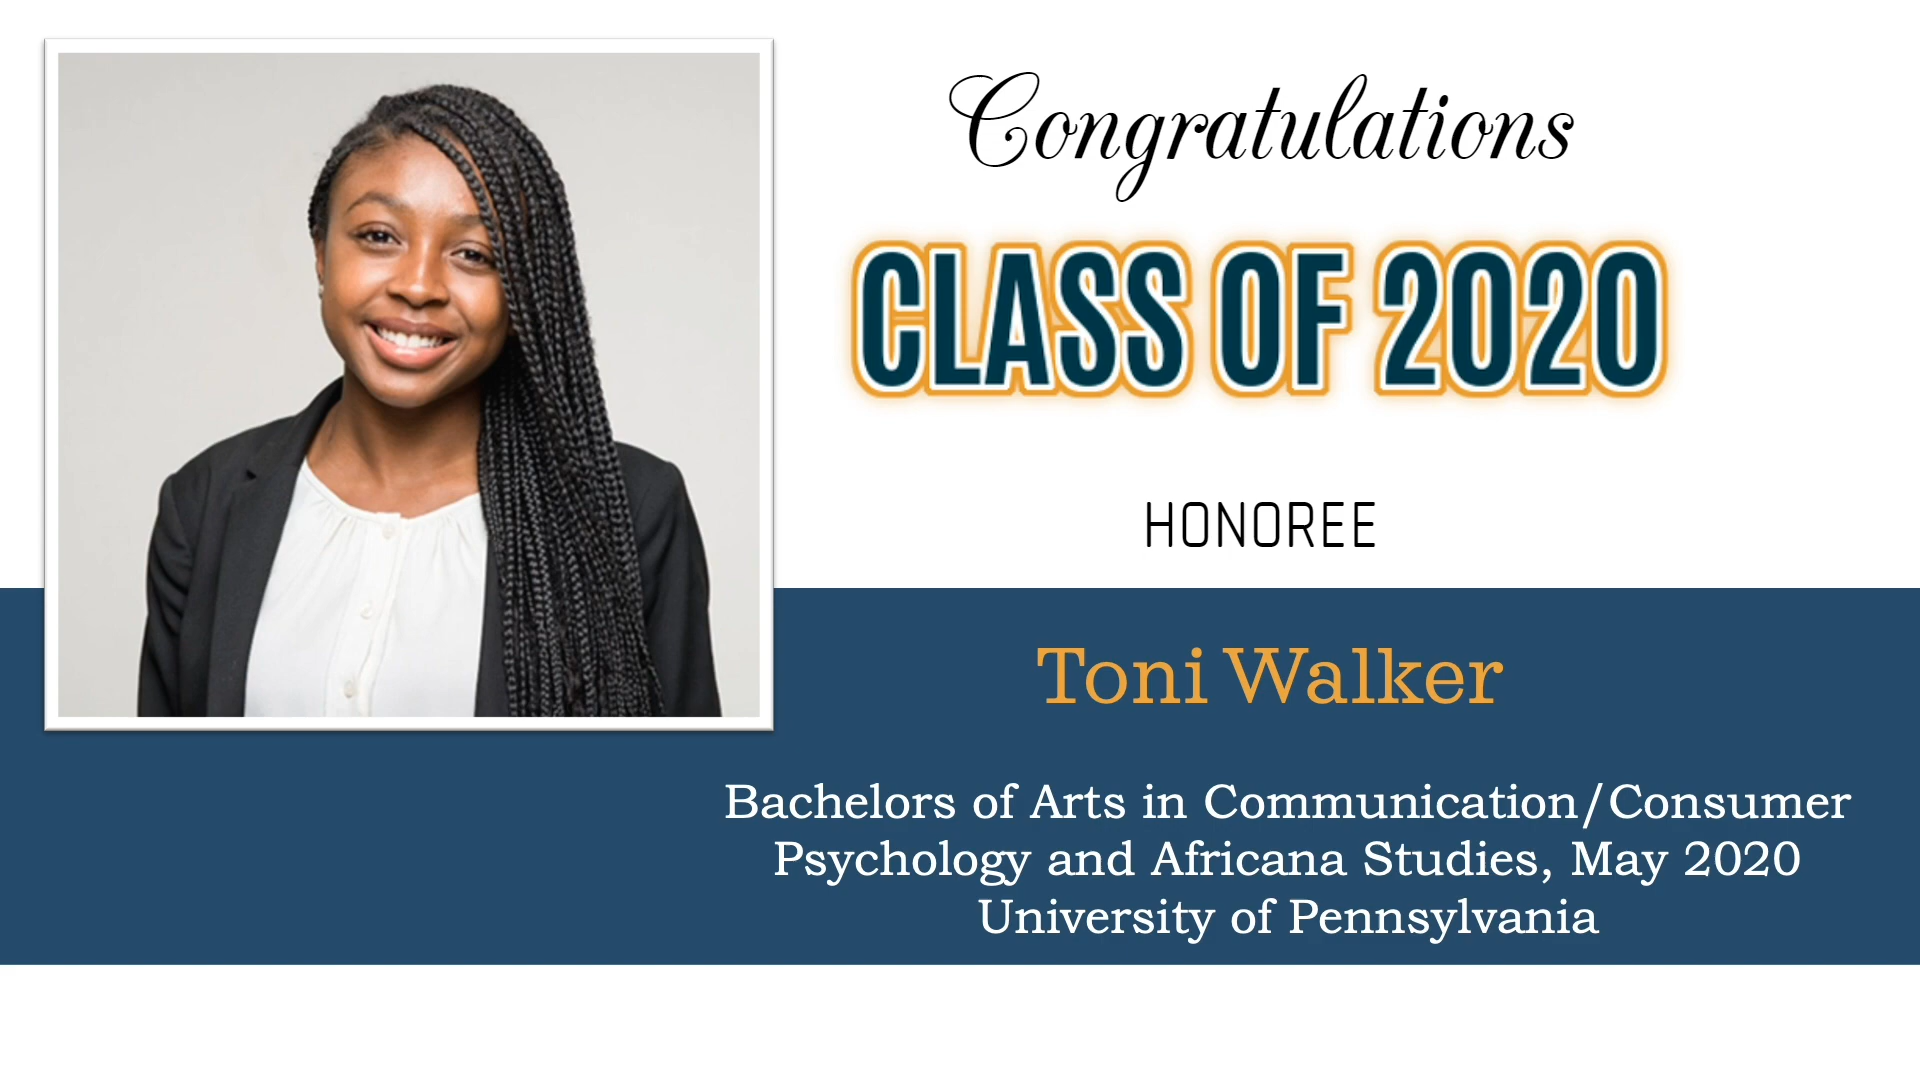 Congratulations
CLASS OF 2020
HONOREE
Toni Walker
Bachelors of Arts in Communication/Consumer
Psychology and Africana Studies, May 2020
University of Pennsylvania